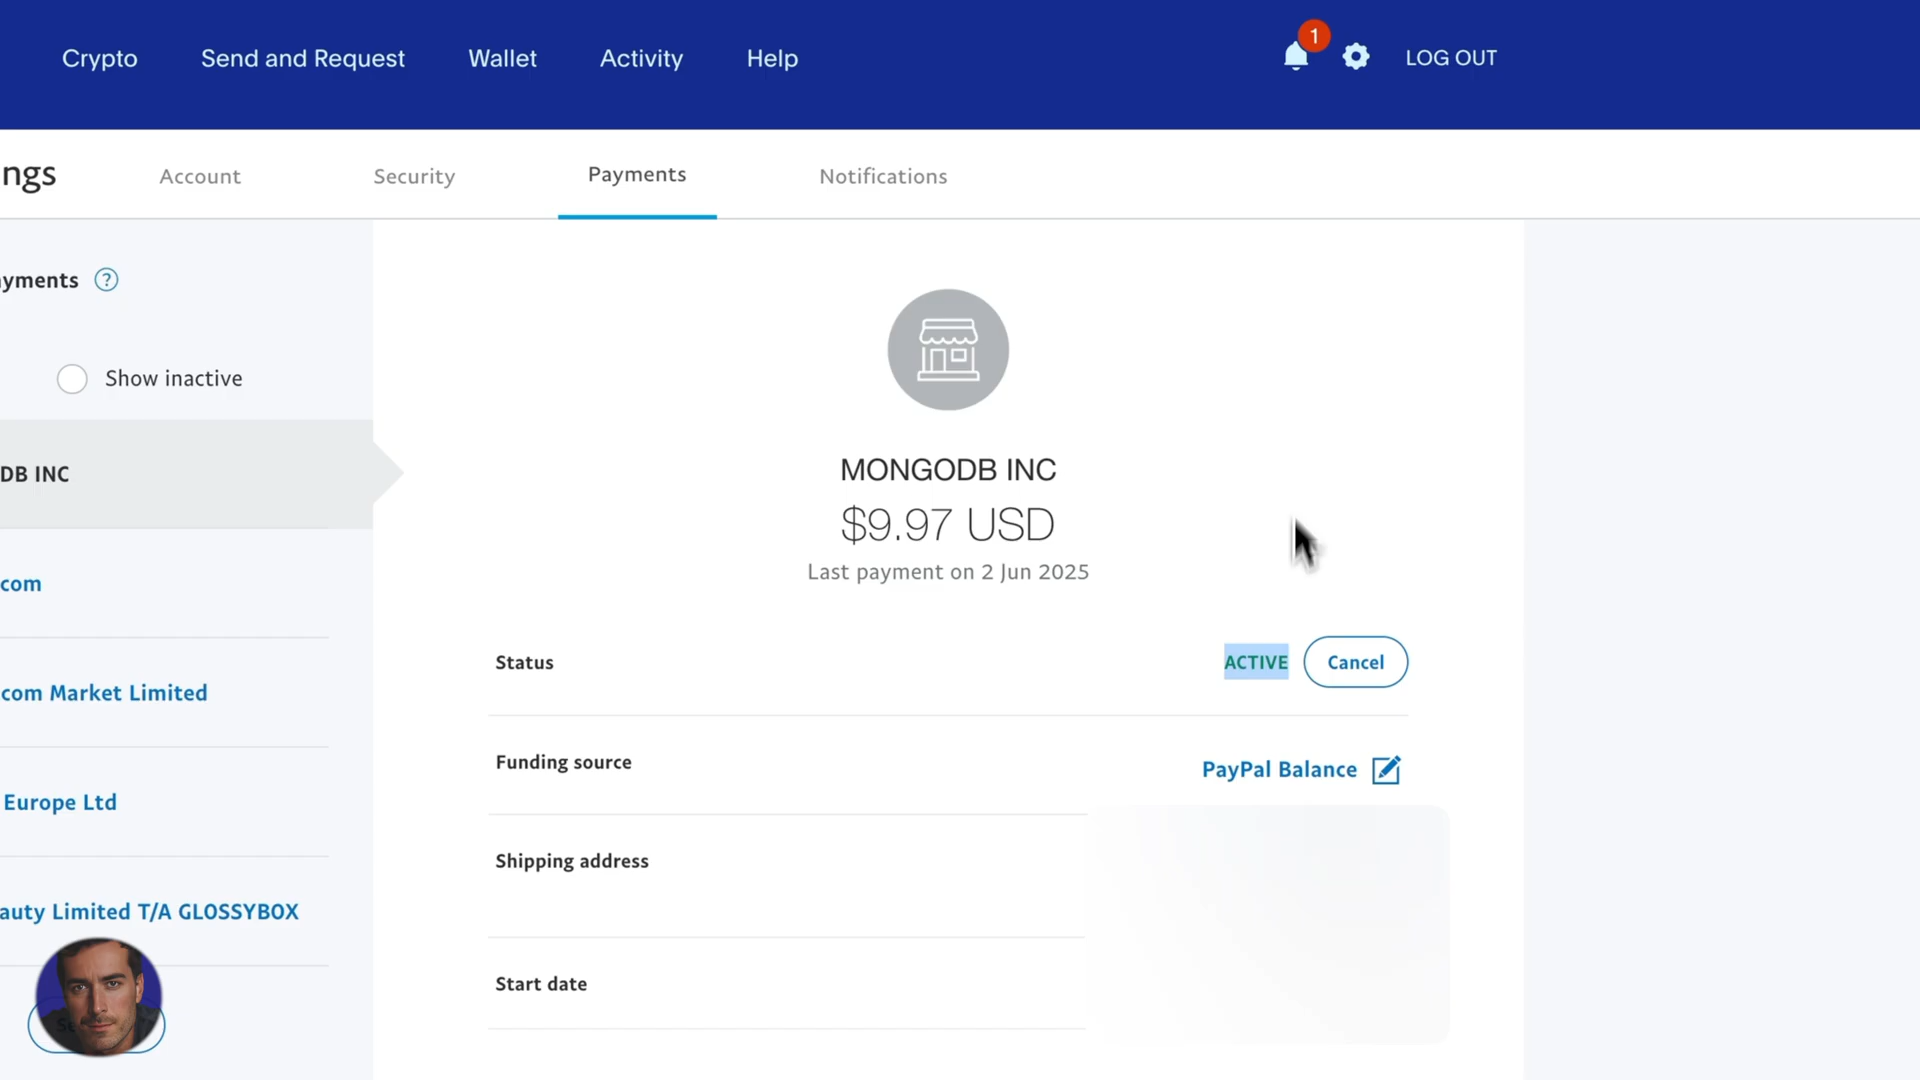 Crypto
Send and Request
Wallet
Activity
Help
1
LOG OUT
ngs
Account
Security
Payments
Notifications
yments
?
Show inactive
DB INC
com
com Market Limited
Europe Ltd
auty Limited T/A GLOSSYBOX
MONGODB INC
$9.97 USD
Last payment on 2 Jun 2025
Status
ACTIVE
Cancel
Funding source
PayPal Balance
Shipping address
Start date